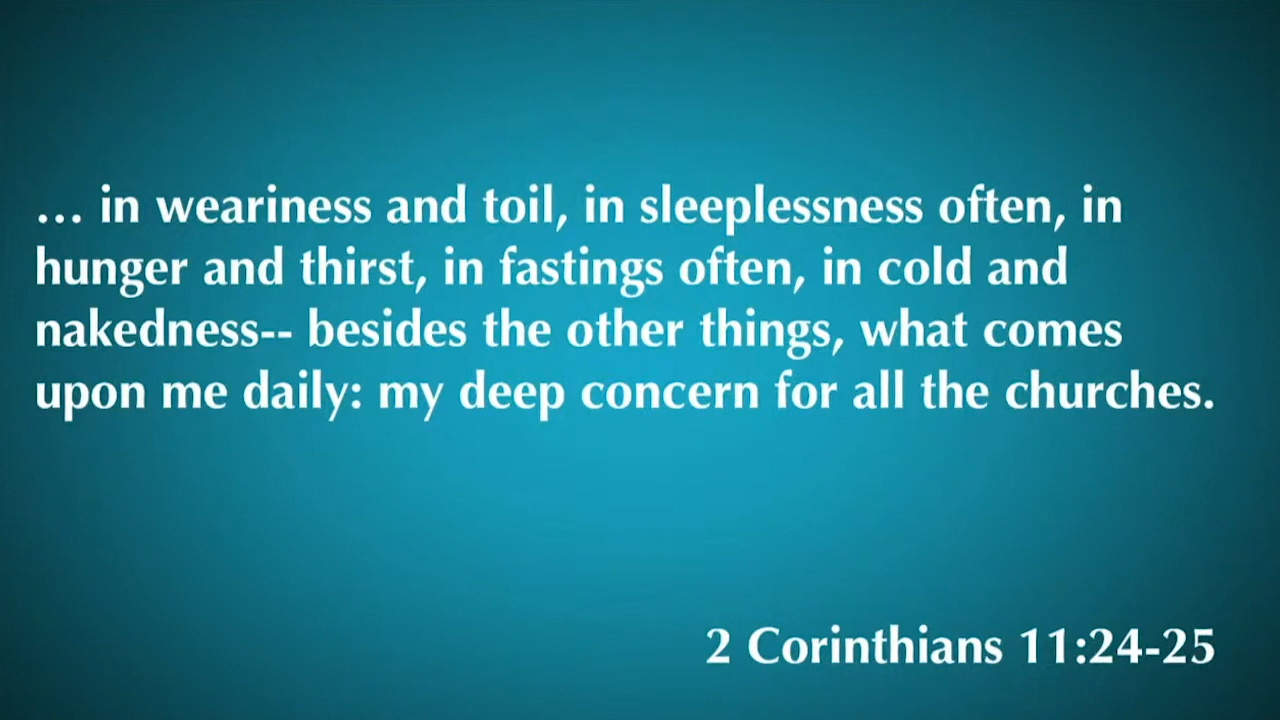 … in weariness and toil, in sleeplessness often, in
hunger and thirst, in fastings often, in cold and
nakedness-- besides the other things, what comes
upon me daily: my deep concern for all the churches.
2 Corinthians 11:24-25